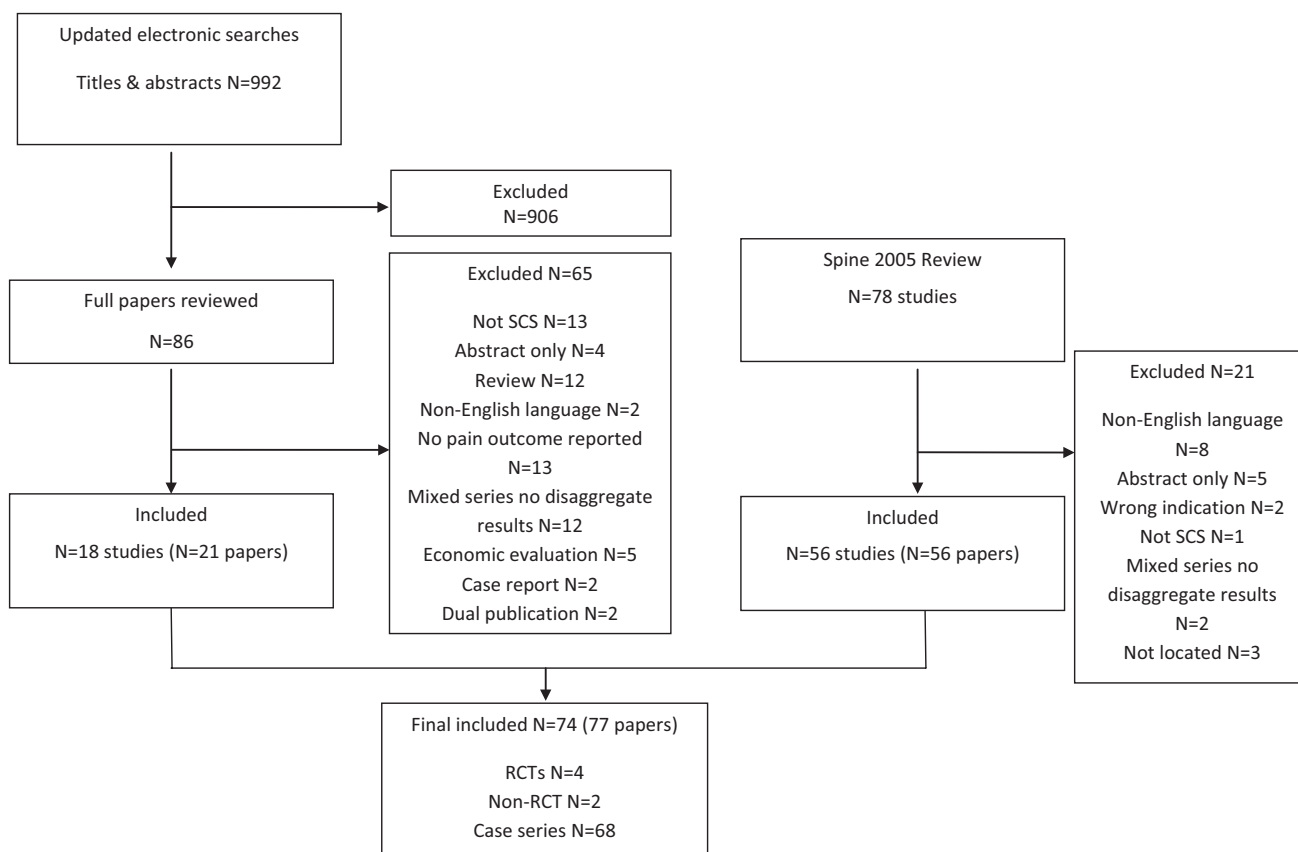 Updated electronic searches
Titles & abstracts N=992
Excluded
N=906
Full papers reviewed
N=86
Excluded N=65
Not SCS N=13
Abstract only N=4
Review N=12
Non-English language N=2
No pain outcome reported
N=13
Mixed series no disaggregate
results N=12
Economic evaluation N=5
Case report N=2
Dual publication N=2
Included
N=18 studies (N=21 papers)
Spine 2005 Review
N=78 studies
Excluded N=21
Non-English language
N=8
Abstract only N=5
Wrong indication N=2
Not SCS N=1
Mixed series no
disaggregate results
N=2
Not located N=3
Included
N=56 studies (N=56 papers)
Final included N=74 (77 papers)
RCTs N=4
Non-RCT N=2
Case series N=68